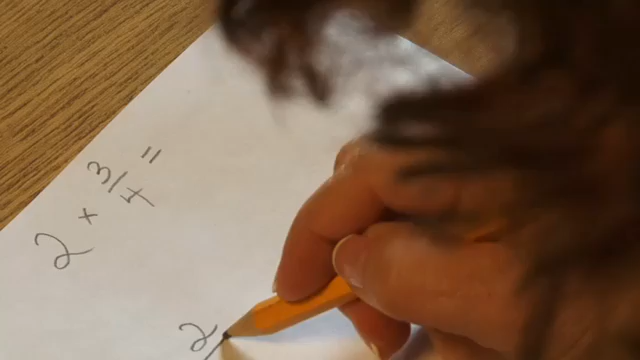 2 × 3/4 =
2